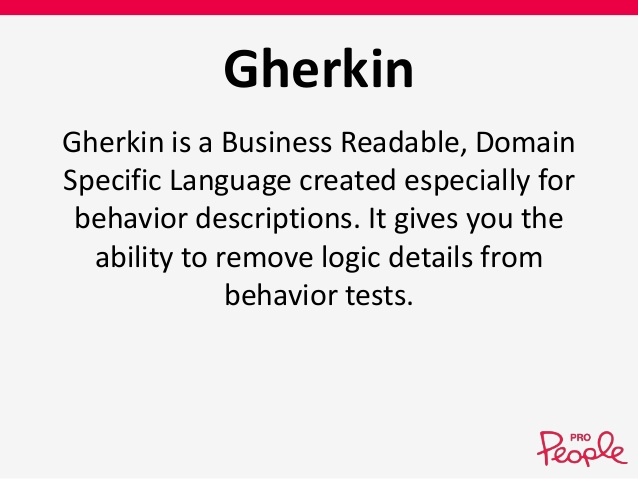 Gherkin
Gherkin is a Business Readable, Domain
Specific Language created especially for
behavior descriptions. It gives you the
ability to remove logic details from
behavior tests.
PRO
People